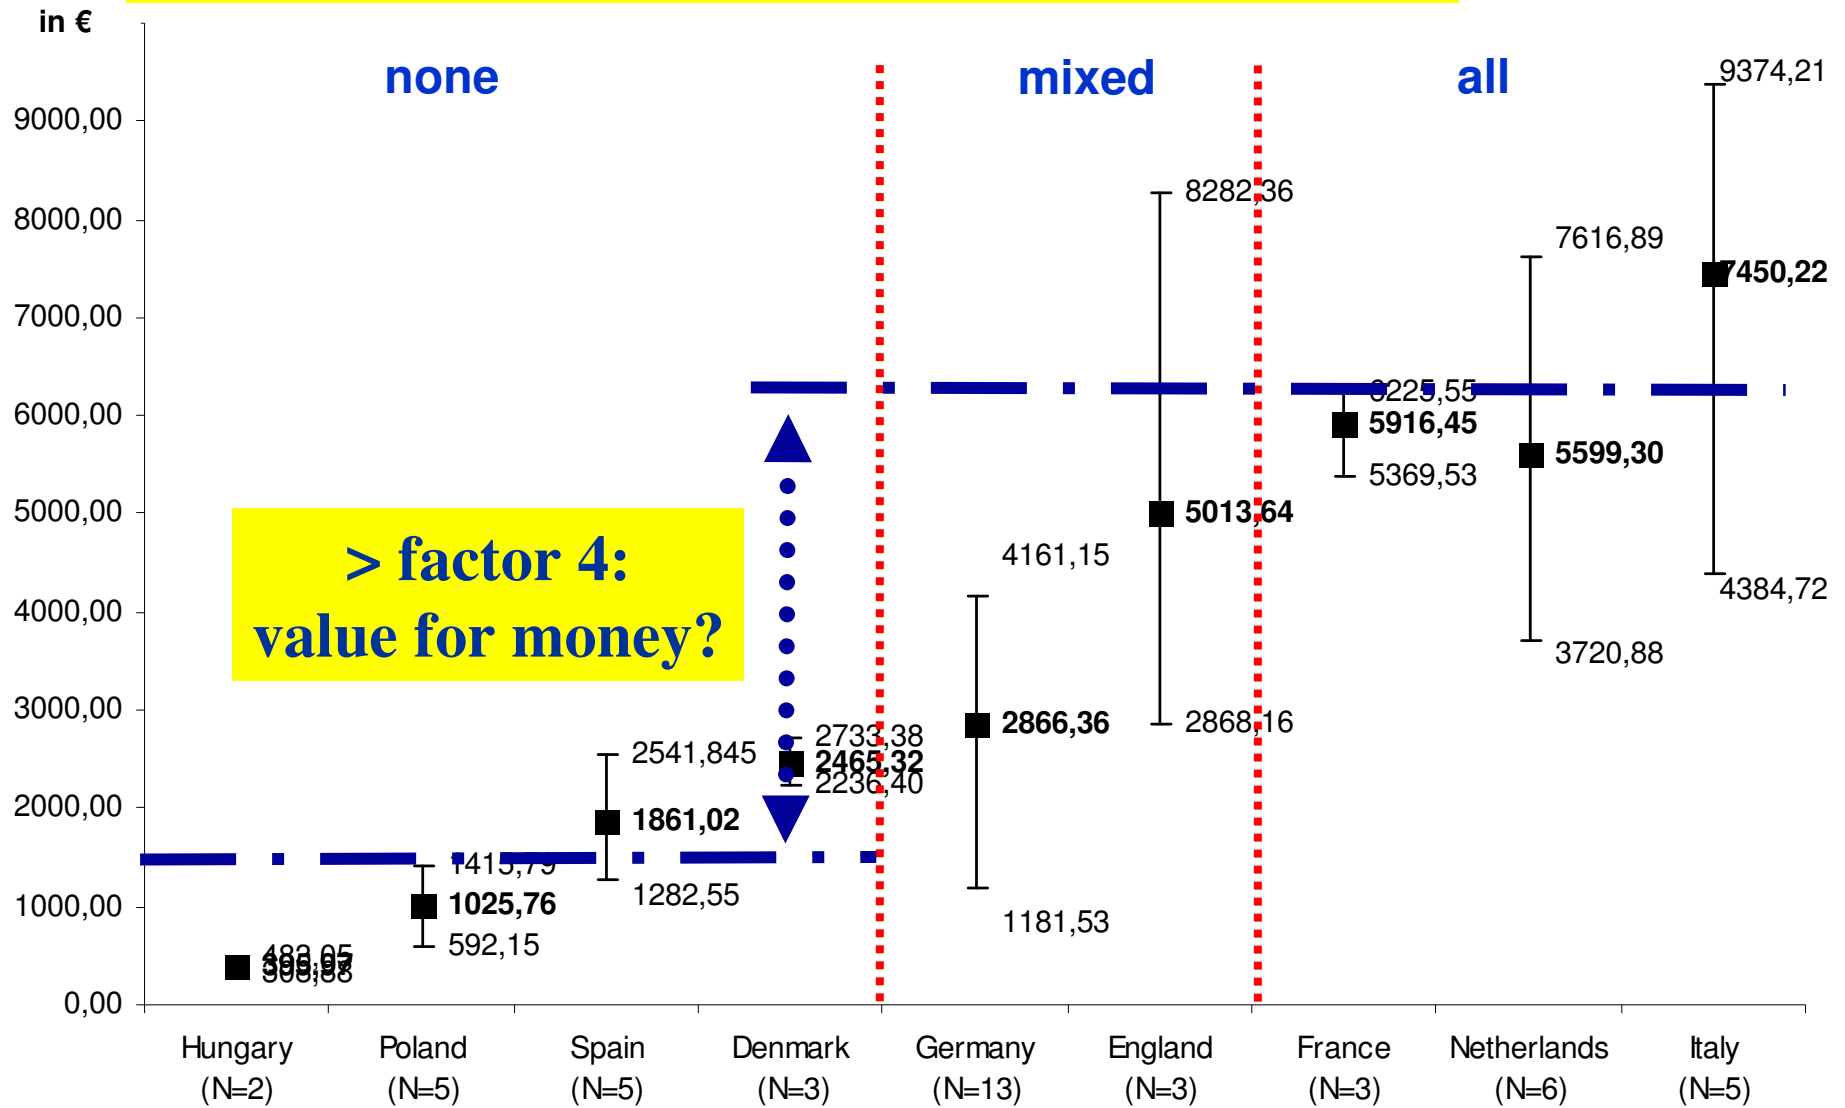 in €
none
mixed
all
9000,00
8000,00
7000,00
6000,00
5000,00
4000,00
3000,00
2000,00
1000,00
0,00
> factor 4:
value for money?
592,15
1025,76
1415,79
1282,55
1861,02
2541,845
2733,38
2465,32
2236,40
4161,15
2866,36
1181,53
8282,36
5013,64
2868,16
6225,55
5916,45
5369,53
7616,89
5599,30
3720,88
9374,21
7450,22
4384,72
Hungary
(N=2)
Poland
(N=5)
Spain
(N=5)
Denmark
(N=3)
Germany
(N=13)
England
(N=3)
France
(N=3)
Netherlands
(N=6)
Italy
(N=5)